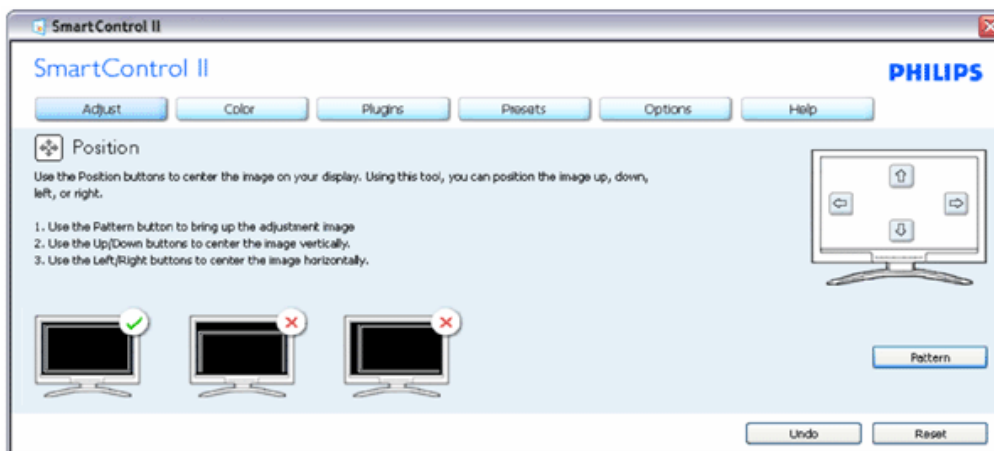 SmartControl II
SmartControl II
PHILIPS
Adjust Color Plugins Presets Options Help
Position
Use the Position buttons to center the image on your display. Using this tool, you can position the image up, down,
left, or right.
1. Use the Pattern button to bring up the adjustment image
2. Use the Up/Down buttons to center the image vertically.
3. Use the Left/Right buttons to center the image horizontally.
Pattern
Undo Reset